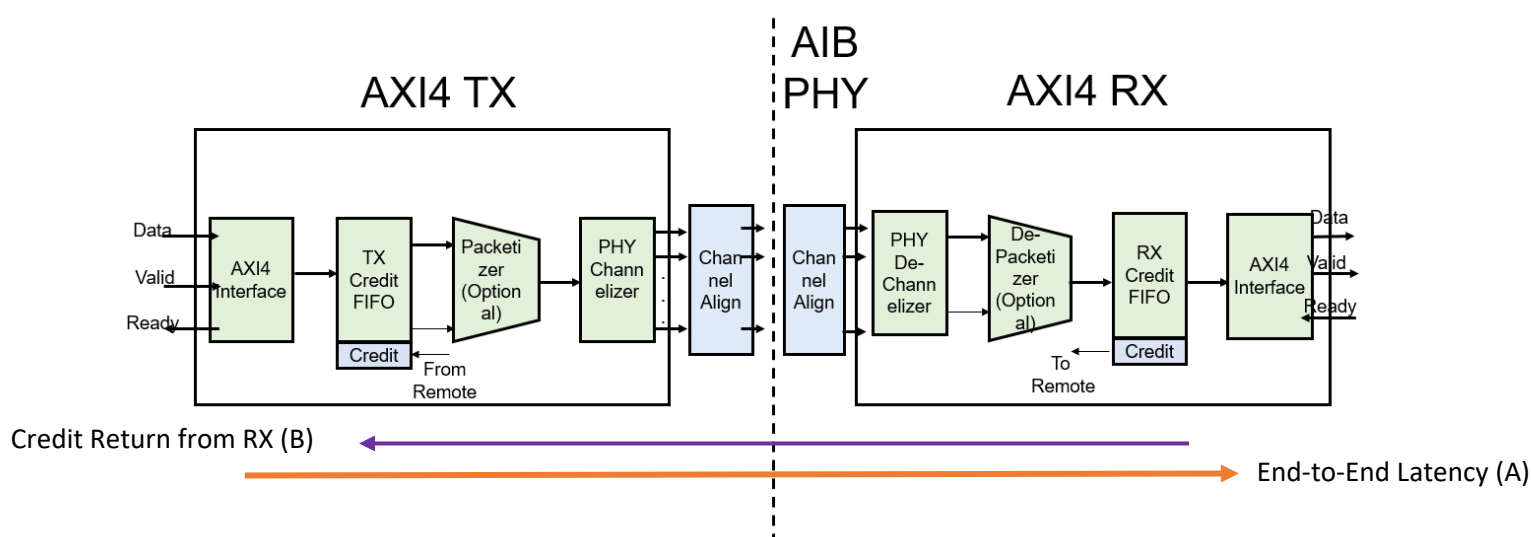 AIB
PHY
AXI4 TX
AXI4 RX
Data
Valid
Ready
AXI4
Interface
TX
Credit
FIFO
Credit
From
Remote
Packeti
zer
(Option
al)
PHY
Chann
elizer
Chan
nel
Align
Chan
nel
Align
PHY
De-
Chann
elizer
De-
Packeti
zer
(Option
al)
RX
Credit
FIFO
Credit
To
Remote
AXI4
Interface
Data
Valid
Ready
Credit Return from RX (B)
End-to-End Latency (A)